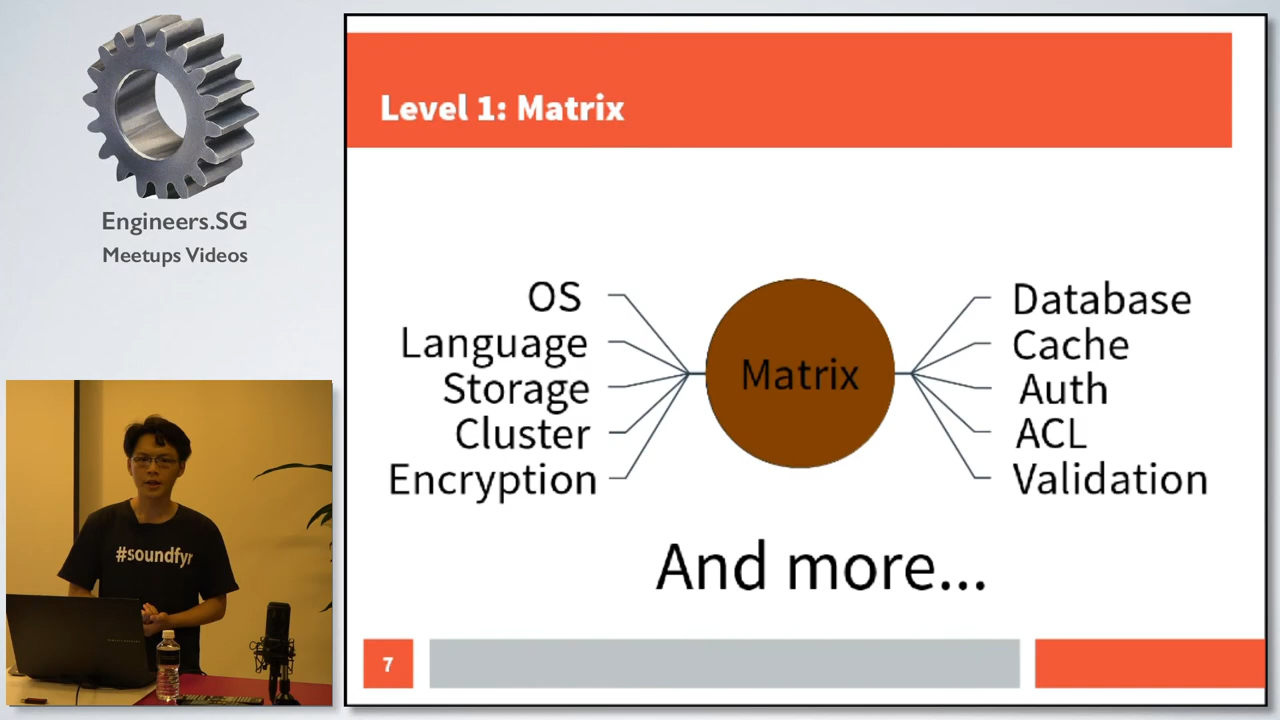 Engineers.SG
Meetups Videos
#soundfyr
Level 1: Matrix
OS
Language
Storage
Cluster
Encryption
Matrix
Database
Cache
Auth
ACL
Validation
And more...
7